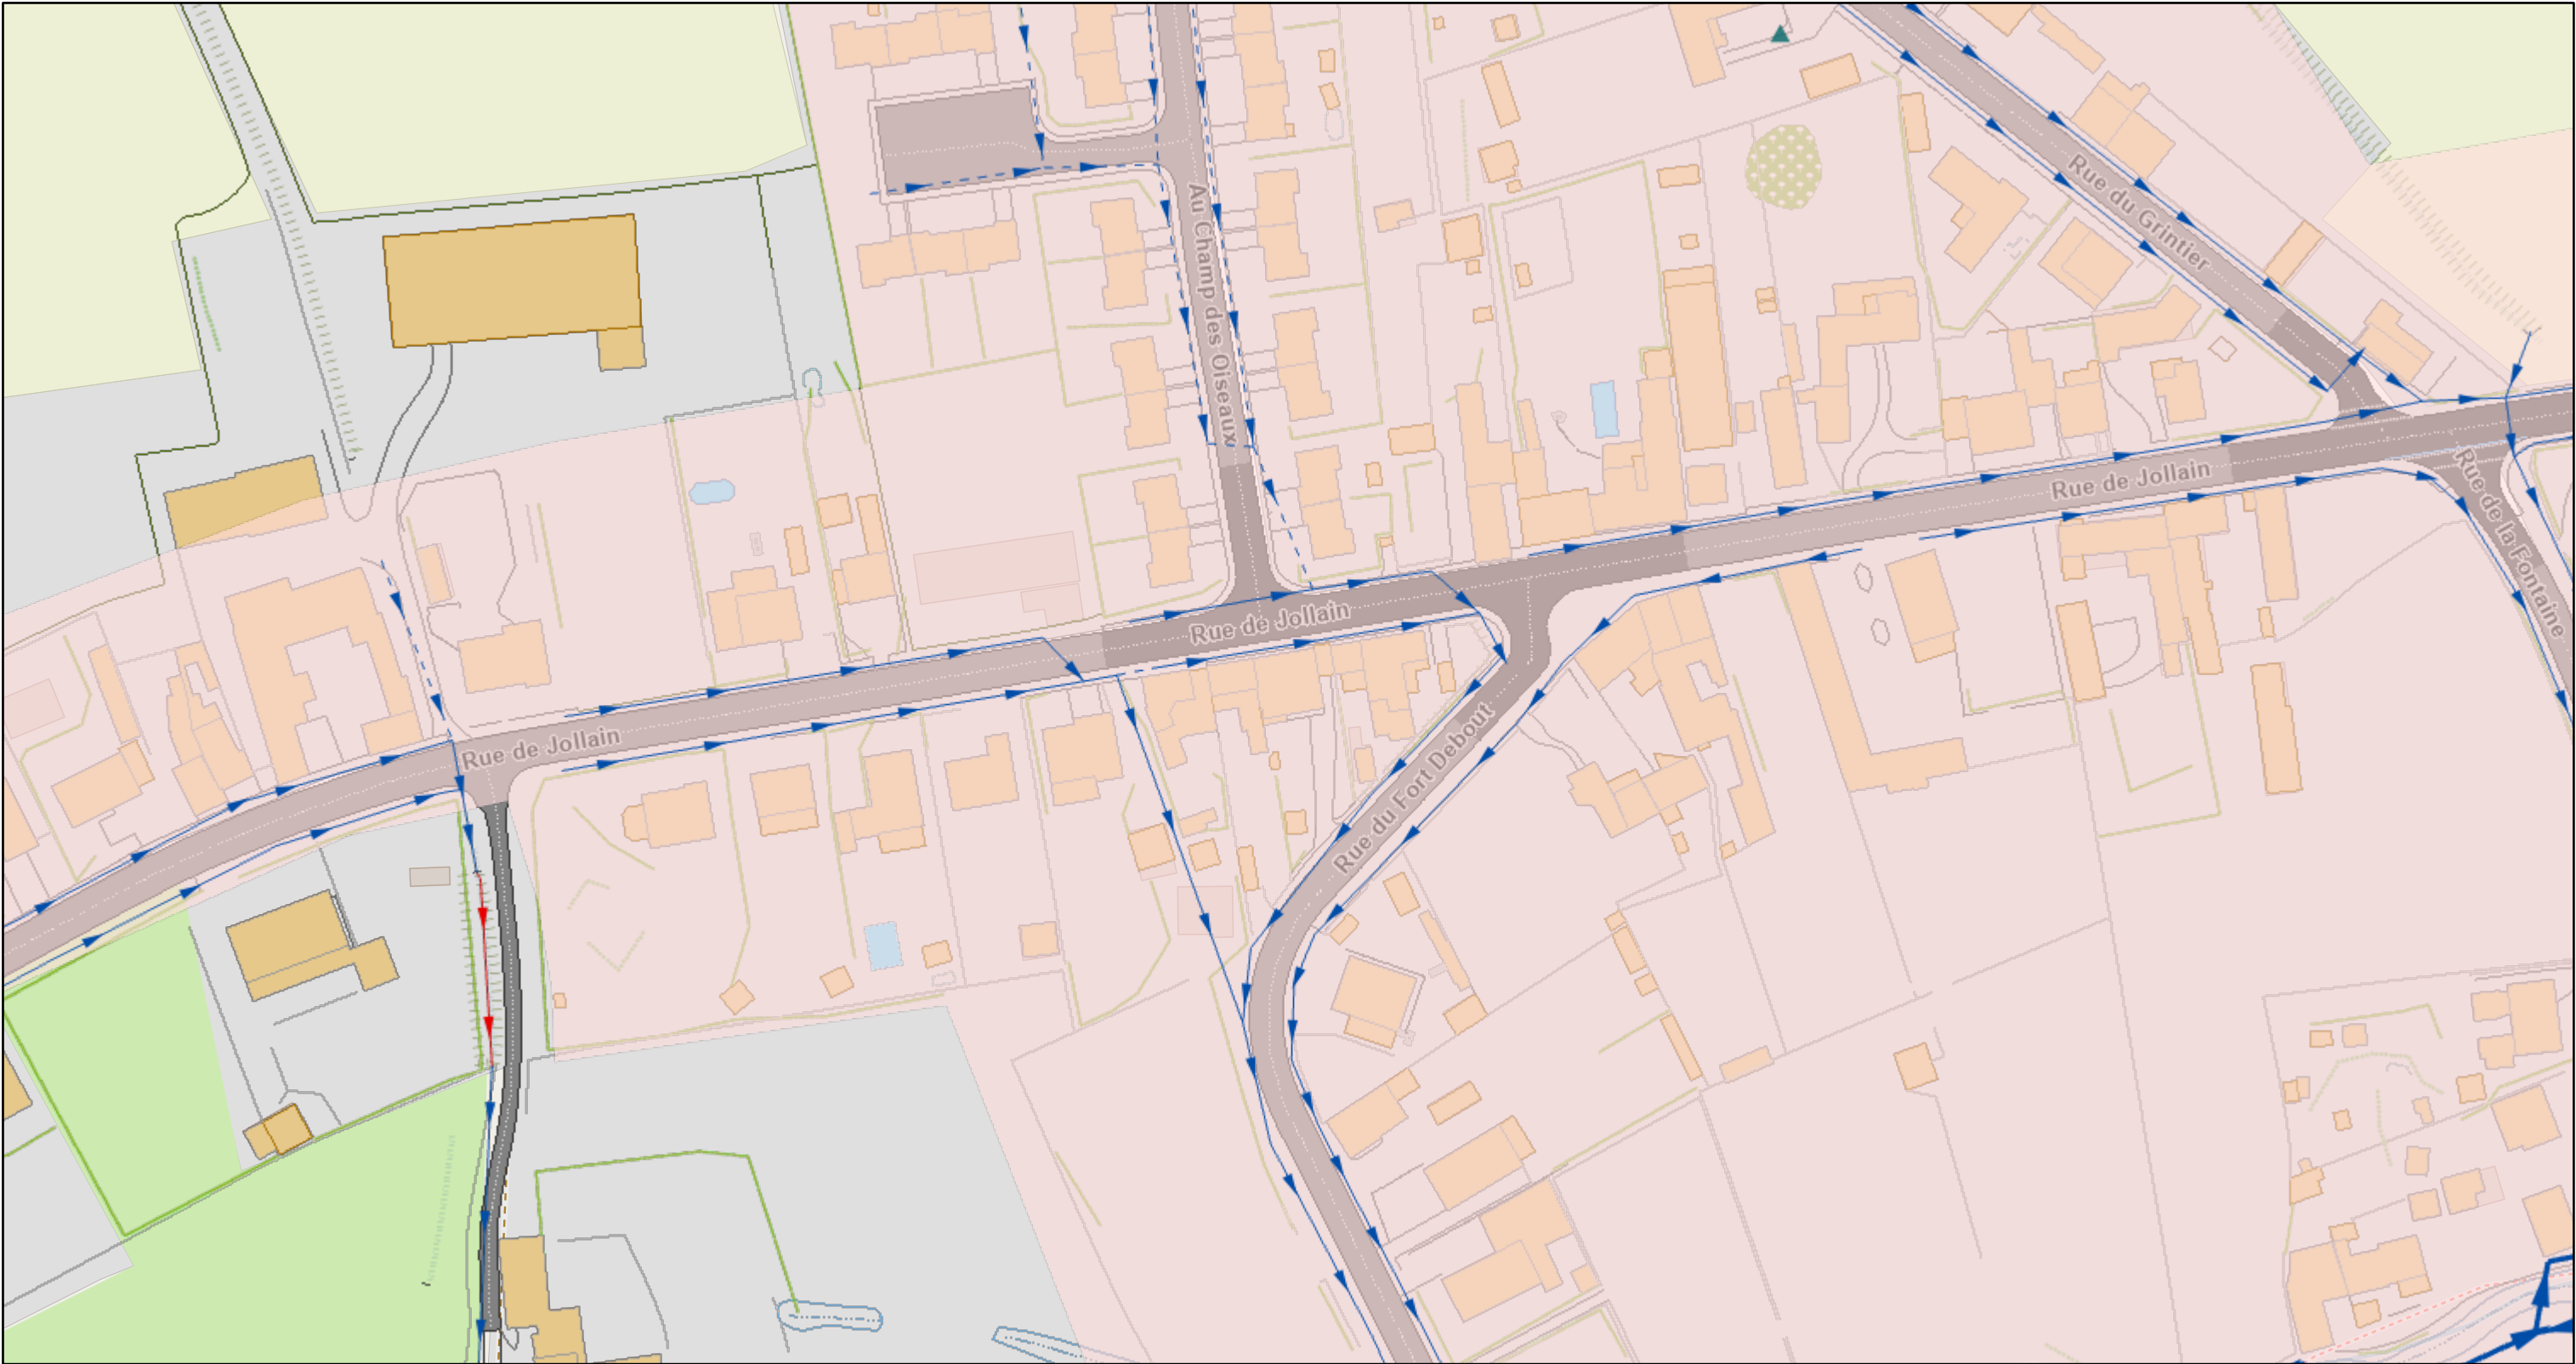 Rue du Grintier
Au Champ des Oiseaux
Rue de Jollain
Rue de la Fontaine
Rue de Jollain
Rue de Jollain
Rue du Fort Debout